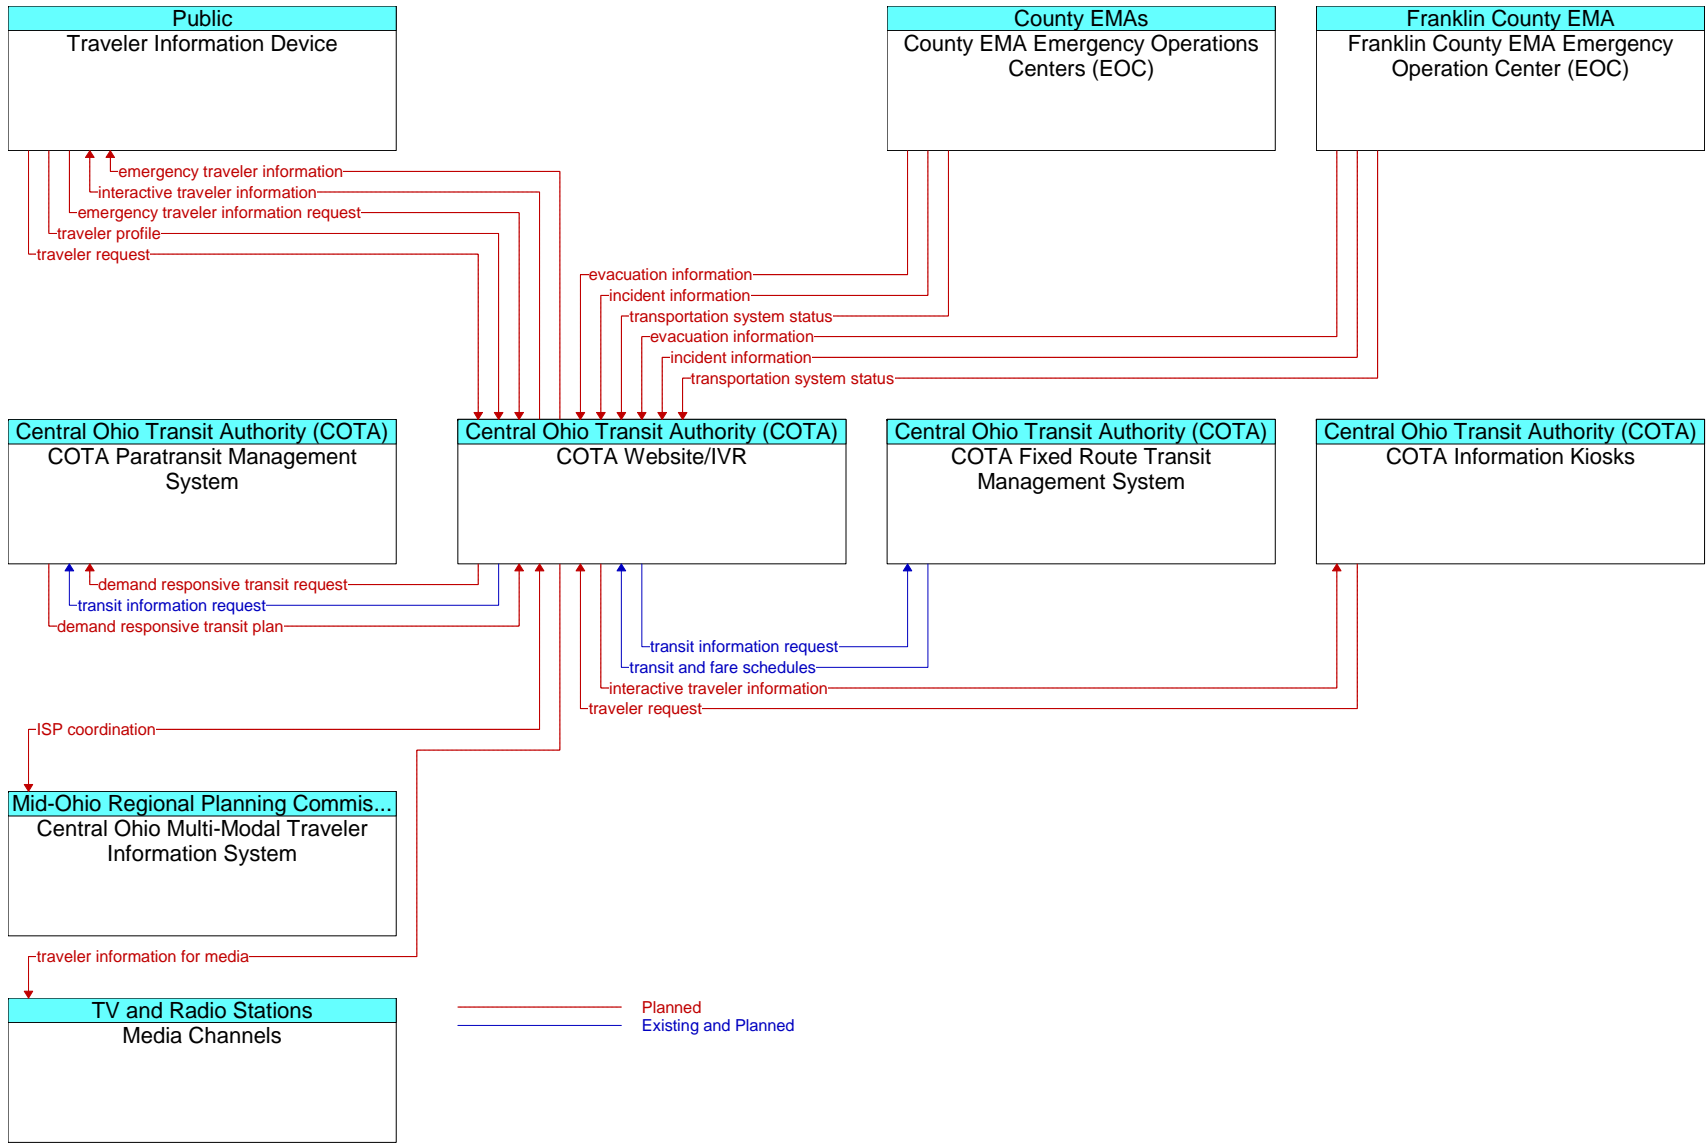 Public
Traveler Information Device
County EMAs
County EMA Emergency Operations
Centers (EOC)
Franklin County EMA
Franklin County EMA Emergency
Operation Center (EOC)
emergency traveler information
interactive traveler information
emergency traveler information request
traveler profile
traveler request
evacuation information
incident information
transportation system status
evacuation information
incident information
transportation system status
Central Ohio Transit Authority (COTA)
COTA Paratransit Management
System
Central Ohio Transit Authority (COTA)
COTA Website/IVR
Central Ohio Transit Authority (COTA)
COTA Fixed Route Transit
Management System
Central Ohio Transit Authority (COTA)
COTA Information Kiosks
demand responsive transit request
transit information request
demand responsive transit plan
transit information request
transit and fare schedules
interactive traveler information
traveler request
ISP coordination
Mid-Ohio Regional Planning Commis...
Central Ohio Multi-Modal Traveler
Information System
traveler information for media
TV and Radio Stations
Media Channels
Planned
Existing and Planned